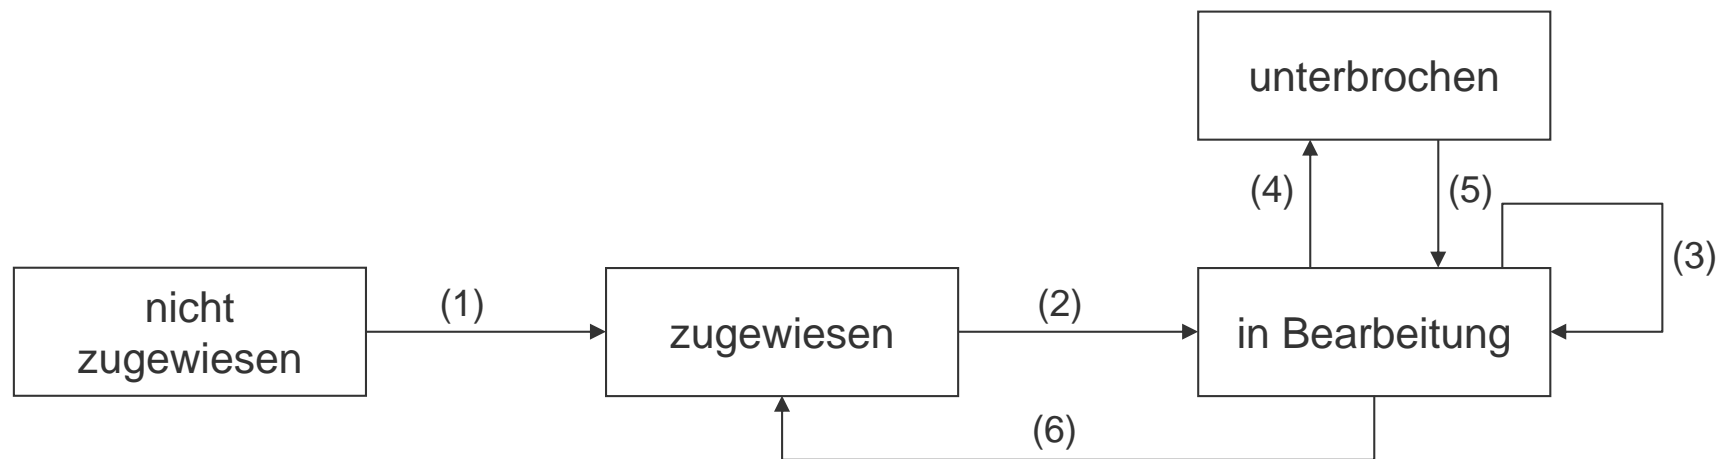 unterbrochen
(4)
(5)
(3)
nicht
zugewiesen
(1)
zugewiesen
(2)
in Bearbeitung
(6)